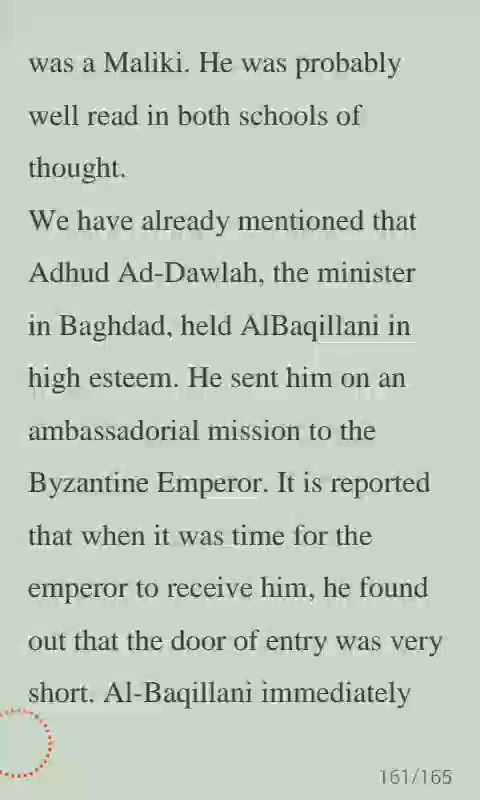 was a Maliki. He was probably
well read in both schools of
thought.
We have already mentioned that
Adhud Ad-Dawlah, the minister
in Baghdad, held AlBaqillani in
high esteem. He sent him on an
ambassadorial mission to the
Byzantine Emperor. It is reported
that when it was time for the
emperor to receive him, he found
out that the door of entry was very
short. Al-Baqillani immediately
161/165